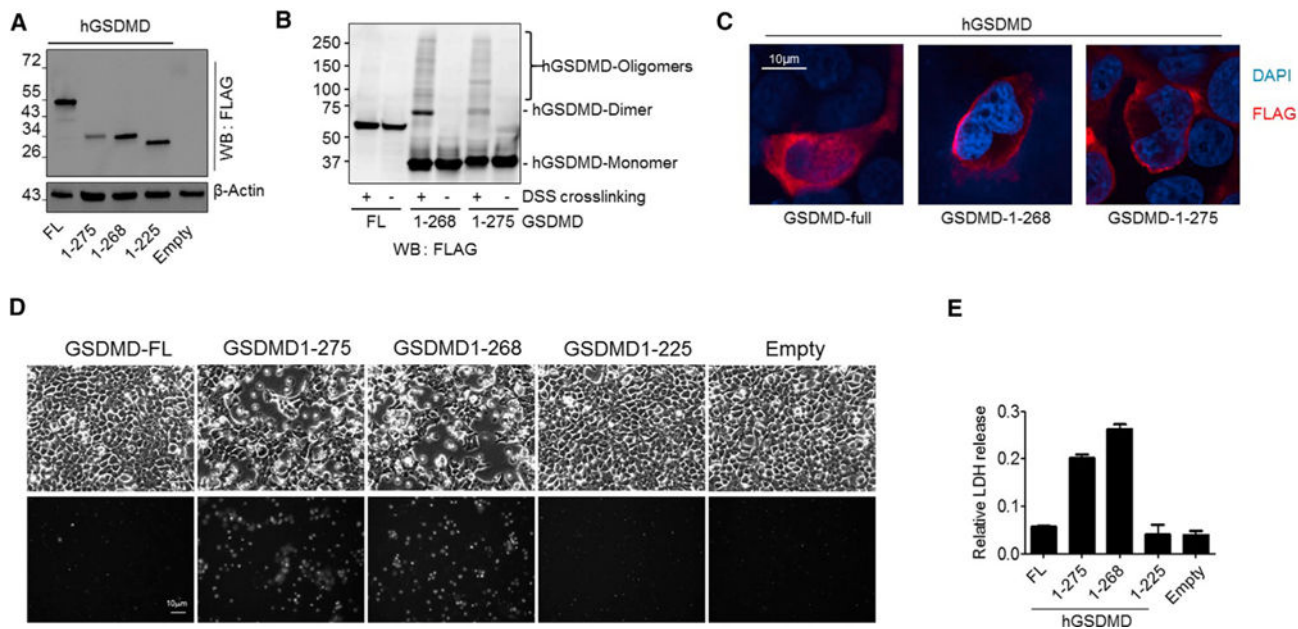 A
hGSDMD
72
55
43
34
26
43
WB : FLAG
β-Actin
FL
1-275
1-268
1-225
Empty
B
250
150
100
75
50
37
hGSDMD-Oligomers
- hGSDMD-Dimer
- hGSDMD-Monomer
+ - + - + - DSS crosslinking
FL 1-268 1-275 GSDMD
WB : FLAG
C
hGSDMD
10μm
DAPI
FLAG
GSDMD-full GSDMD-1-268 GSDMD-1-275
D
GSDMD-FL GSDMD1-275 GSDMD1-268 GSDMD1-225 Empty
10μm
E
Relative LDH release
0.3
0.2
0.1
0.0
FL
1-275
1-268
1-225
Empty
hGSDMD